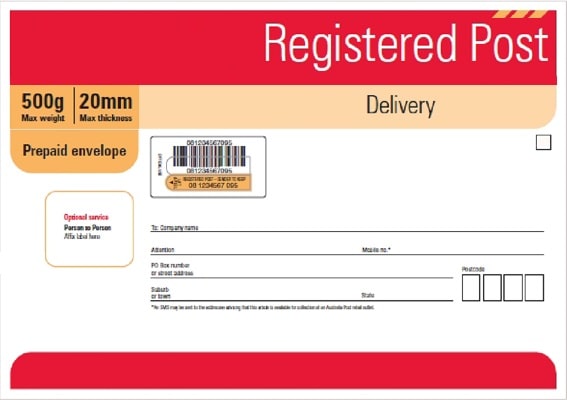 Registered Post
500g 20mm
Max weight Max thickness
Delivery
Prepaid envelope
081234567095
081234567095
REGISTERED POST - SENDER TO KEEP
08 1234567 095
Optional service
Person to Person
Affix label here
To: Company name
Attention Mobile no.*
PO Box number
or street address
Postcode
Suburb
or town State
*An SMS may be sent to the addressee advising that this article is available for collection at an Australia Post retail outlet.